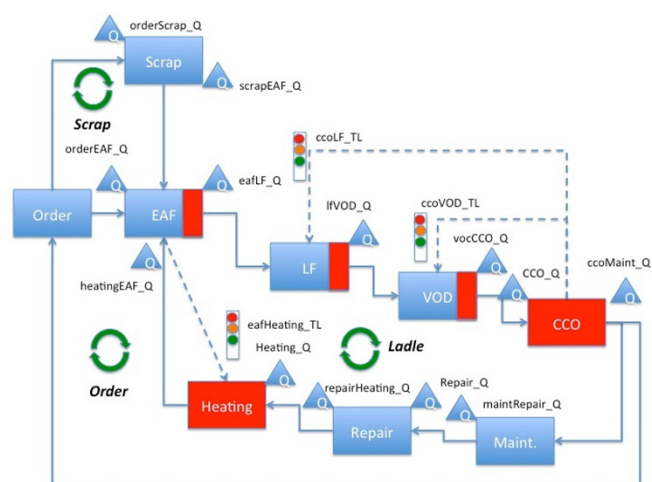 orderScrap_Q
Q
Scrap
Q
scrapEAF_Q
Scrap
ccoLF_TL
orderEAF_Q
Q
Q
eafLF_Q
lfVOD_Q
ccoVOD_TL
Order
EAF
Q
vocCCO_Q
LF
Q
CCO_Q
ccoMaint_Q
heatingEAF_Q
Q
VOD
Q
Q
CCO
eafHeating_TL
Heating_Q
Ladle
Order
Q
repairHeating_Q
Repair_Q
Heating
Q
Q
maintRepair_Q
Q
Repair
Maint.